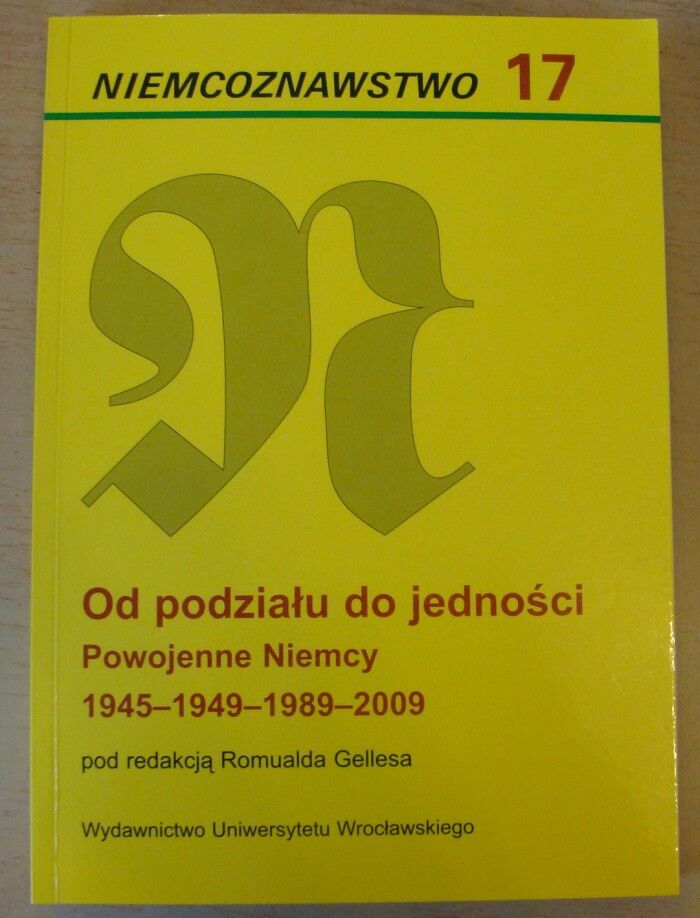 NIEMCOZNAWSTWO 17
N
Od podziału do jedności
Powojenne Niemcy
1945–1949–1989–2009
pod redakcją Romualda Gellesa
Wydawnictwo Uniwersytetu Wrocławskiego